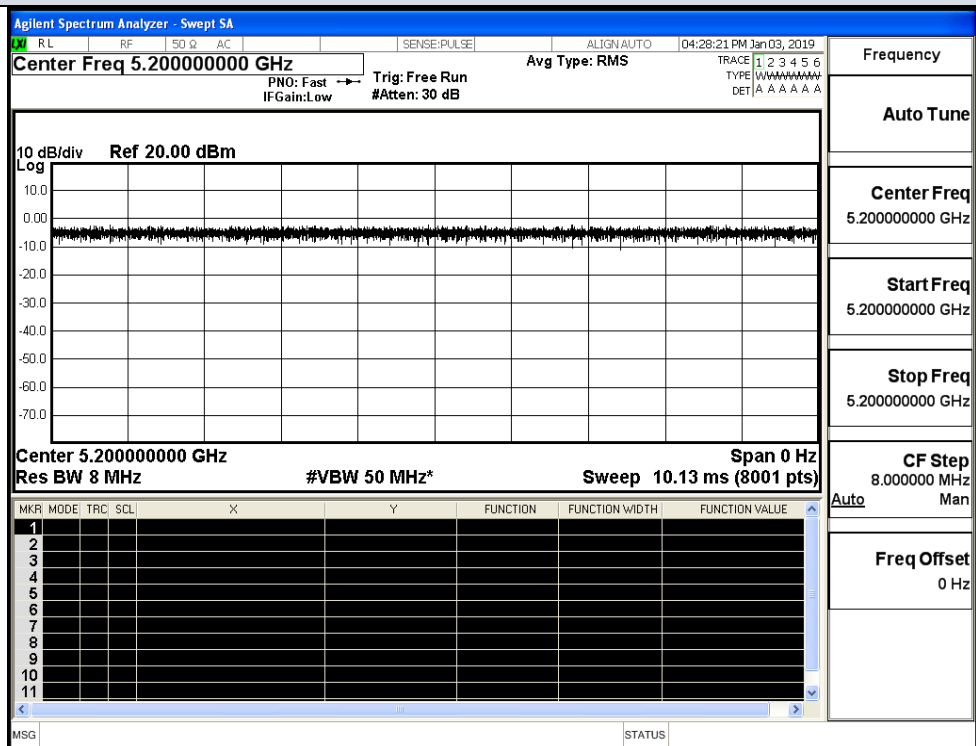 Agilent Spectrum Analyzer - Swept SA
LXI RL RF 50 Ω AC SENSE:PULSE ALIGN AUTO 04:28:21 PM Jan 03, 2019
Center Freq 5.200000000 GHz
PNO: Fast
IFGain:Low
Trig: Free Run
#Atten: 30 dB
Avg Type: RMS
TRACE 1 2 3 4 5 6
TYPE WWWWWW
DET A A A A A A
10 dB/div Ref 20.00 dBm
Log
10.0
0.00
-10.0
-20.0
-30.0
-40.0
-50.0
-60.0
-70.0
Center 5.200000000 GHz Span 0 Hz
Res BW 8 MHz #VBW 50 MHz* Sweep 10.13 ms (8001 pts)
MKR MODE TRC SCL X Y FUNCTION FUNCTION WIDTH FUNCTION VALUE
1
2
3
4
5
6
7
8
9
10
11
MSG STATUS
Frequency
Auto Tune
Center Freq
5.200000000 GHz
Start Freq
5.200000000 GHz
Stop Freq
5.200000000 GHz
CF Step
8.000000 MHz
Auto Man
Freq Offset
0 Hz